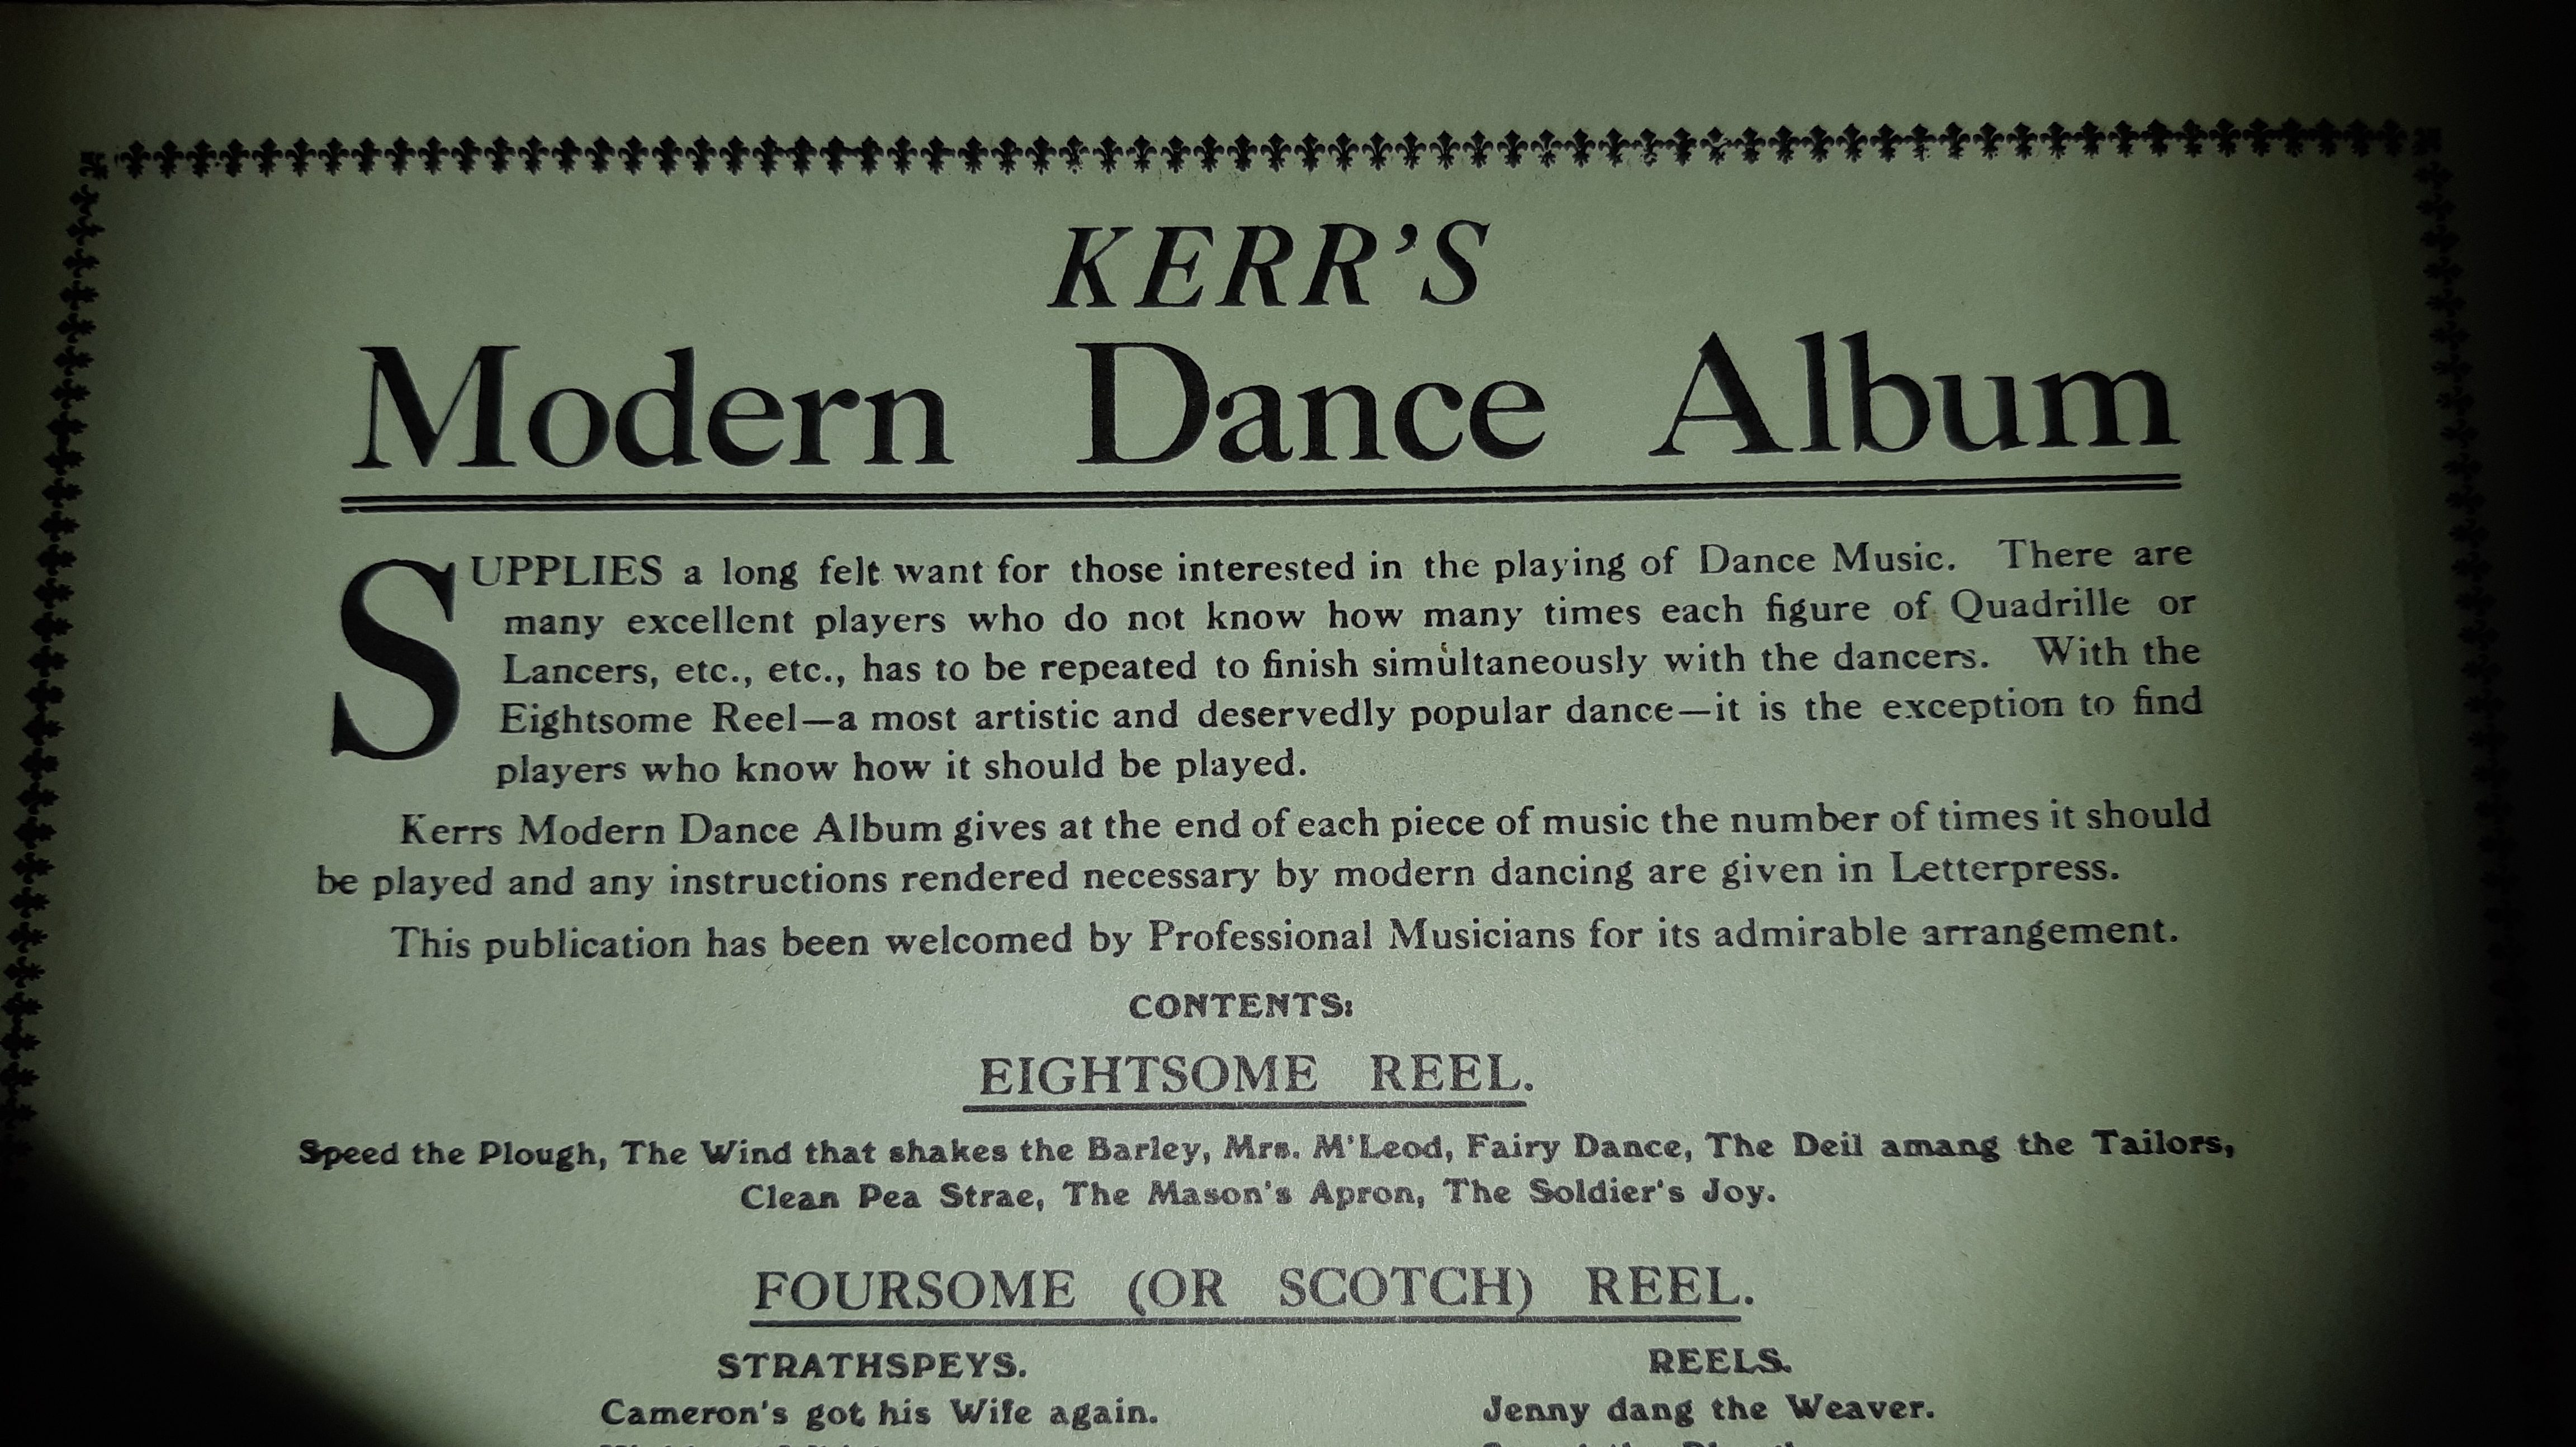 KERR'S
Modern Dance Album
SUPPLIES a long felt want for those interested in the playing of Dance Music. There are
many excellent players who do not know how many times each figure of Quadrille or
Lancers, etc., etc., has to be repeated to finish simultaneously with the dancers. With the
Eightsome Reel—a most artistic and deservedly popular dance—it is the exception to find
players who know how it should be played.
Kerrs Modern Dance Album gives at the end of each piece of music the number of times it should
be played and any instructions rendered necessary by modern dancing are given in Letterpress.
This publication has been welcomed by Professional Musicians for its admirable arrangement.
CONTENTS:
EIGHTSOME REEL.
Speed the Plough, The Wind that shakes the Barley, Mrs. M'Leod, Fairy Dance, The Deil amang the Tailors,
Clean Pea Strae, The Mason's Apron, The Soldier's Joy.
FOURSOME (OR SCOTCH) REEL.
STRATHSPEYS.
REELS.
Cameron's got his Wife again.
Jenny dang the Weaver.